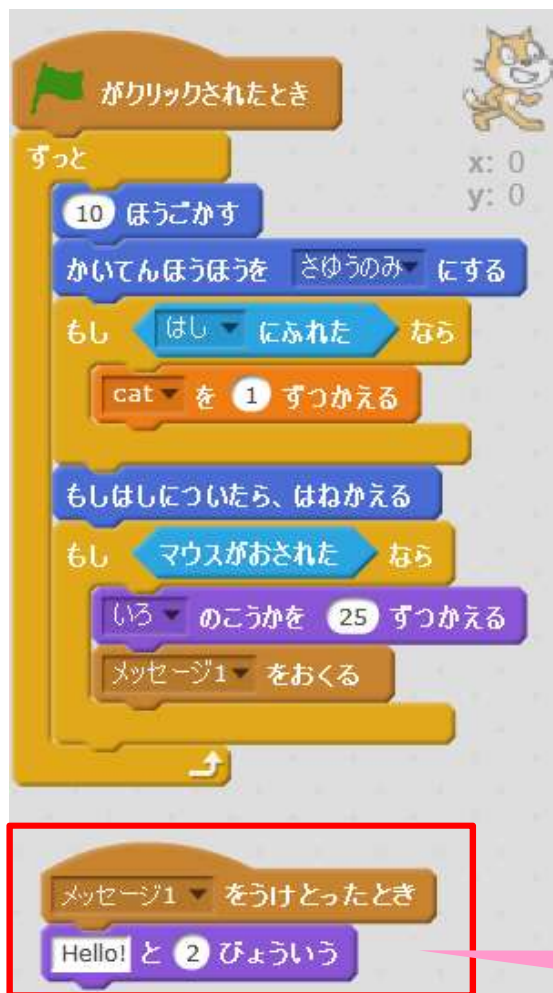 がクリックされたとき
x: 0
y: 0
ずっと
10 ほうごかす
かいてんほうほうを さゆうのみ にする
もし はし にふれた なら
cat を 1 ずつかえる
もしはしについたら、はねかえる
もし マウスがおされた なら
いろ のこうかを 25 ずつかえる
メッセージ1 をおくる
メッセージ1 をうけとったとき
Hello! と 2 びょういう